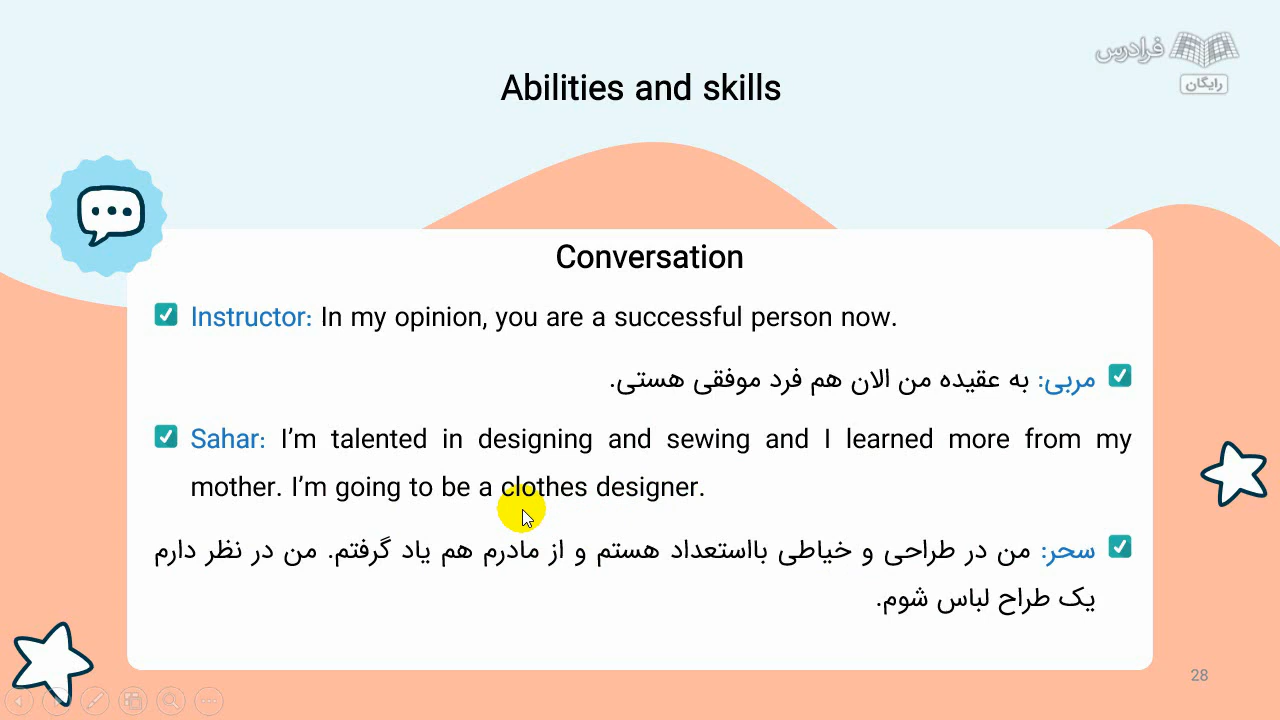 فرادرس
رایگان
Abilities and skills
Conversation
Instructor: In my opinion, you are a successful person now.
مربی: به عقیده من الان هم فرد موفقی هستی.
Sahar: I’m talented in designing and sewing and I learned more from my
mother. I’m going to be a clothes designer.
سحر: من در طراحی و خیاطی بااستعداد هستم و از مادرم هم یاد گرفتم. من در نظر دارم
یک طراح لباس شوم.
28